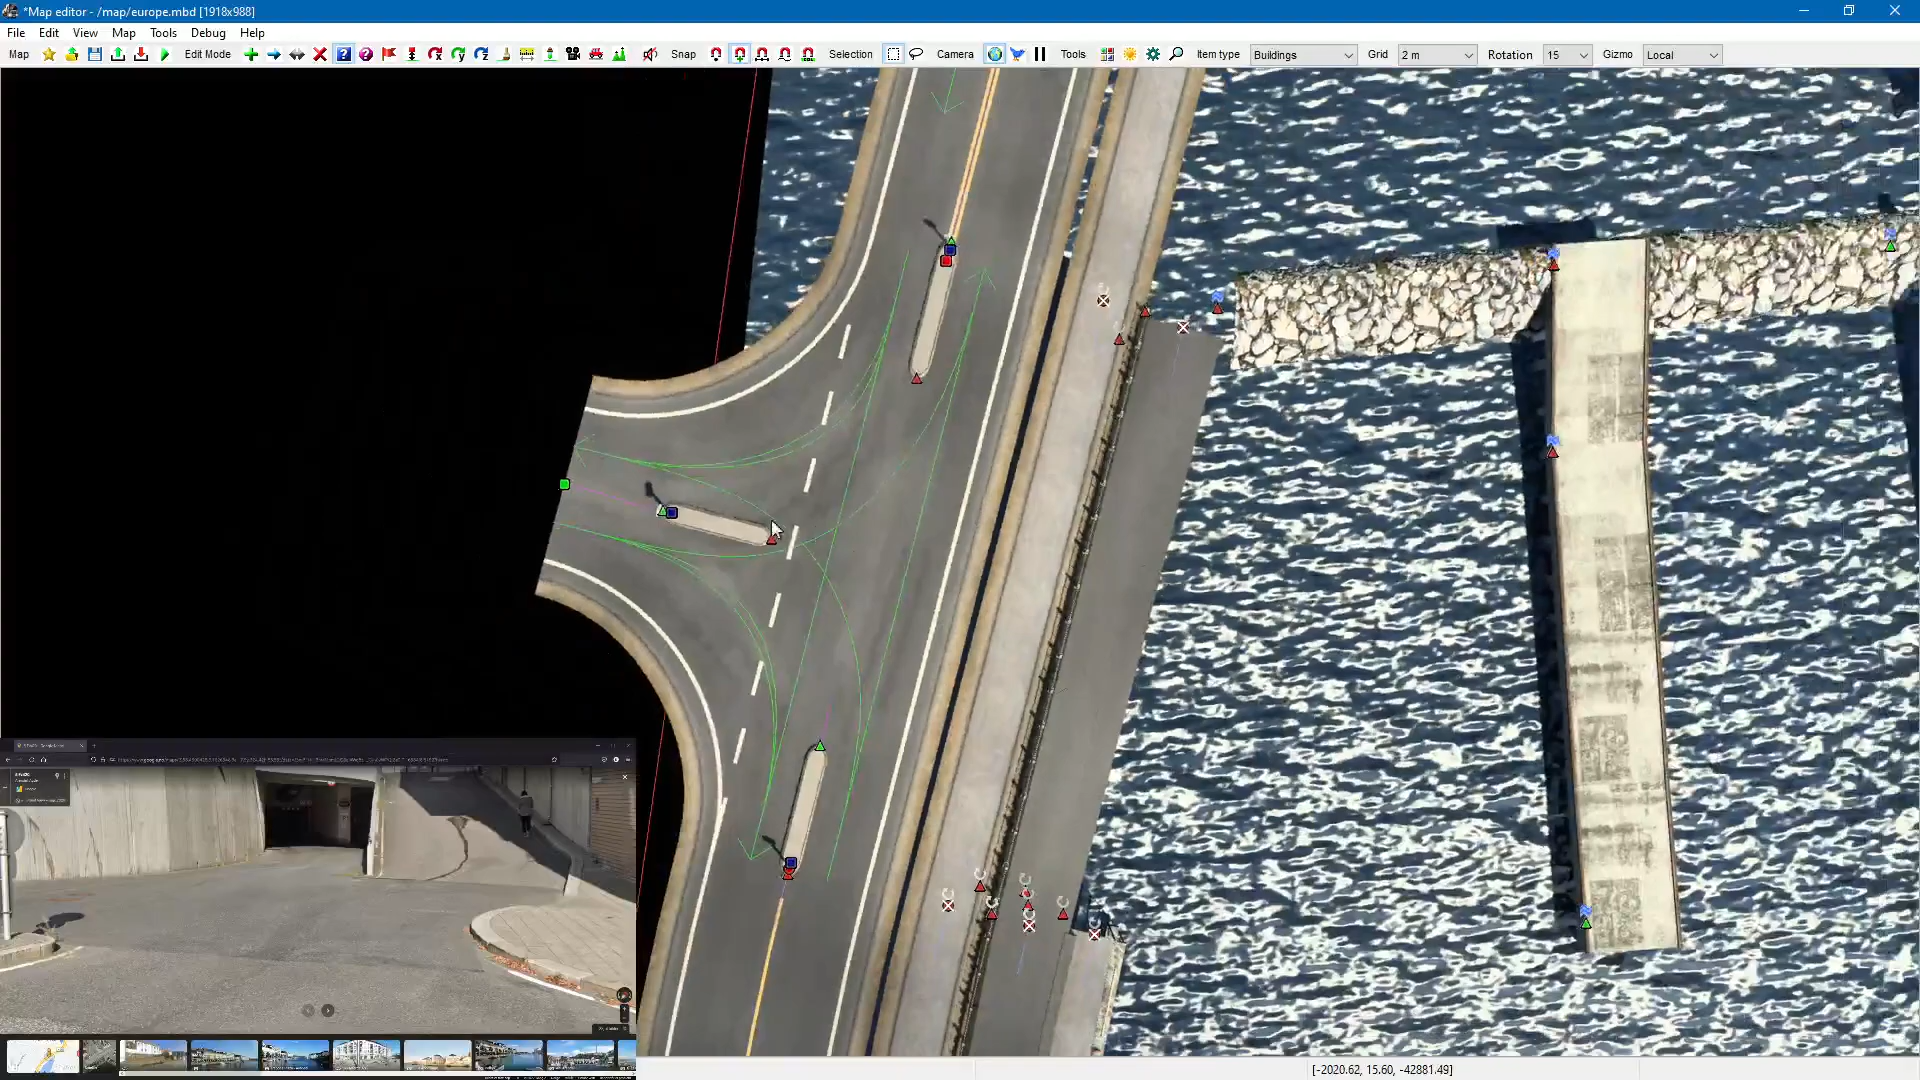 *Map editor - /map/europe.mbd [1918x988]
File Edit View Map Tools Debug Help
Map Edit Mode Snap Selection Camera Tools Item type Buildings Grid 2 m Rotation 15 Gizmo Local
[-2020.62, 15.60, -42881.49]